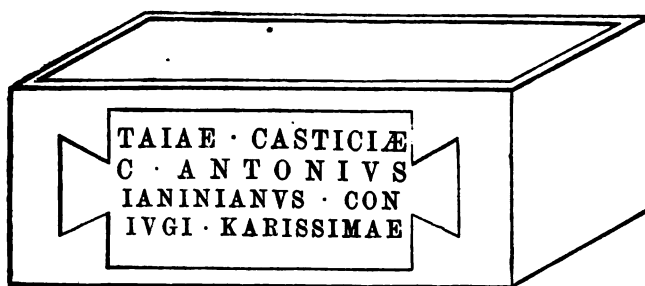 TAIAE · CASTICIÆ
C · ANTONIVS
IANINIANVS · CON
IVGI · KARISSIMAE